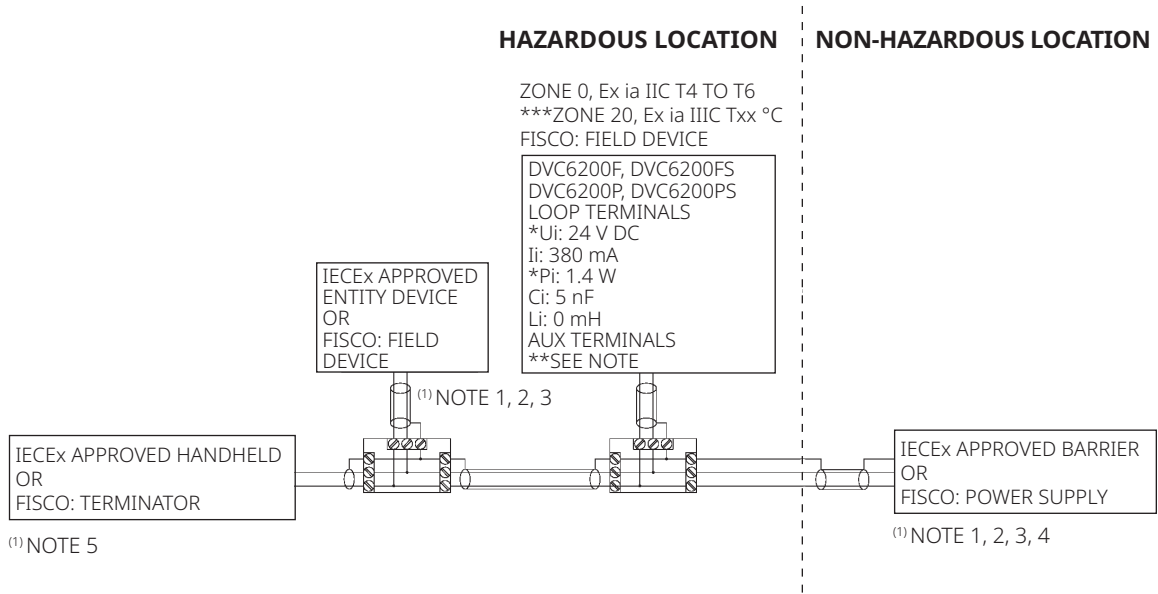 HAZARDOUS LOCATION
NON-HAZARDOUS LOCATION
ZONE 0, Ex ia IIC T4 TO T6
***ZONE 20, Ex ia IIIC Txx °C
FISCO: FIELD DEVICE
DVC6200F, DVC6200FS
DVC6200P, DVC6200PS
LOOP TERMINALS
*Ui: 24 V DC
Ii: 380 mA
*Pi: 1.4 W
Ci: 5 nF
Li: 0 mH
AUX TERMINALS
**SEE NOTE
IECEx APPROVED
ENTITY DEVICE
OR
FISCO: FIELD
DEVICE
(1) NOTE 1, 2, 3
IECEx APPROVED HANDHELD
OR
FISCO: TERMINATOR
(1) NOTE 5
IECEx APPROVED BARRIER
OR
FISCO: POWER SUPPLY
(1) NOTE 1, 2, 3, 4